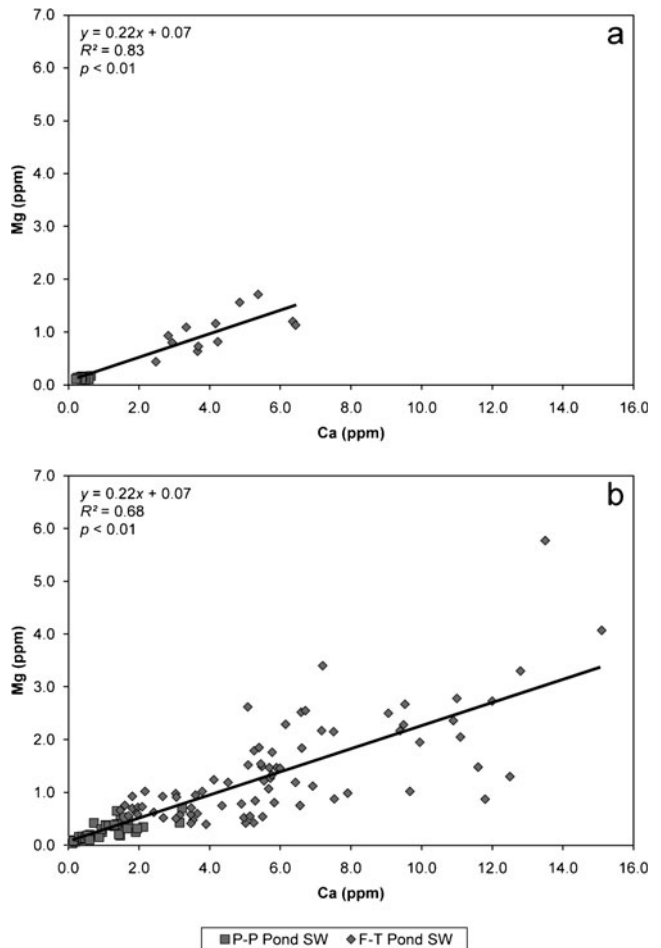 a
y = 0.22x + 0.07
R² = 0.83
p < 0.01
7.0
6.0
5.0
4.0
3.0
2.0
1.0
0.0
Mg (ppm)
0.0 2.0 4.0 6.0 8.0 10.0 12.0 14.0 16.0
Ca (ppm)
b
y = 0.22x + 0.07
R² = 0.68
p < 0.01
7.0
6.0
5.0
4.0
3.0
2.0
1.0
0.0
Mg (ppm)
0.0 2.0 4.0 6.0 8.0 10.0 12.0 14.0 16.0
Ca (ppm)
P-P Pond SW F-T Pond SW